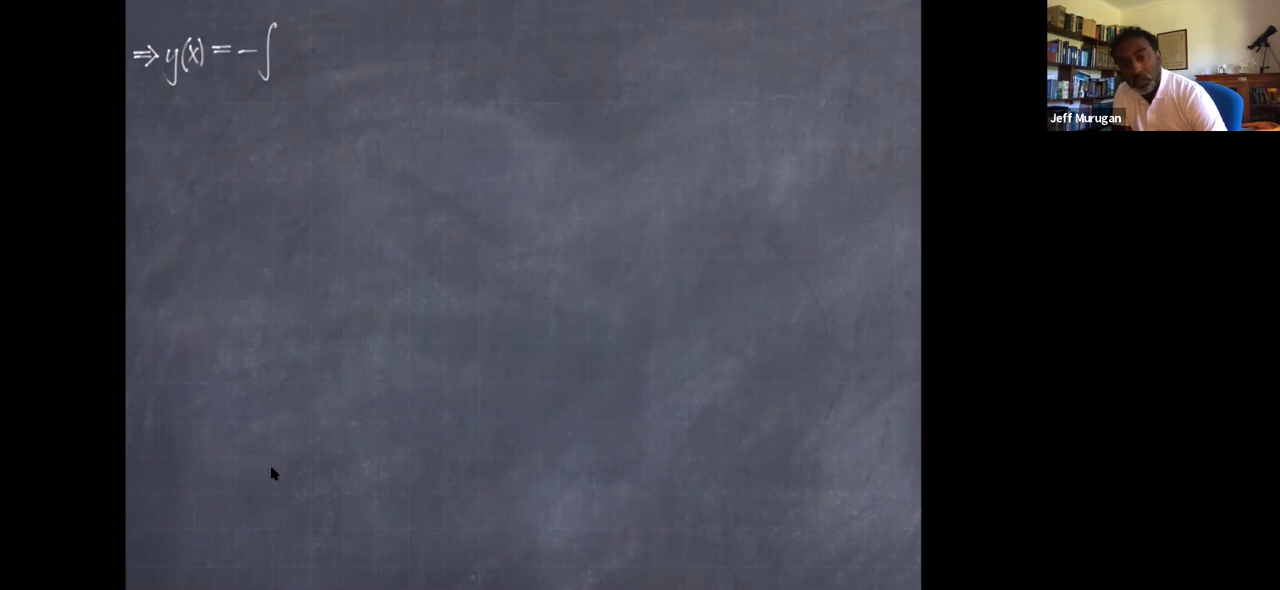 ⇒ y(x) = - ∫
Jeff Murugan